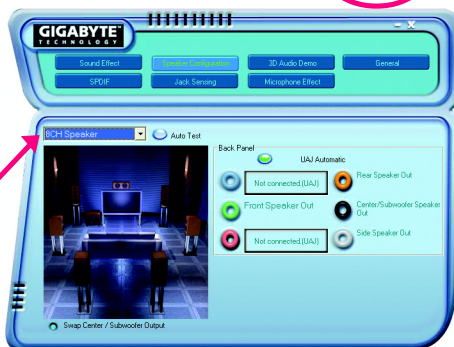 GIGABYTE™
TECHNOLOGY
– X
Sound Effect
Speaker Configuration
3D Audio Demo
General
SPDIF
Jack Sensing
Microphone Effect
8CH Speaker
Auto Test
Back Panel
UAJ Automatic
Not connected.(UAJ)
Rear Speaker Out
Front Speaker Out
Center/Subwoofer Speaker
Out
Not connected.(UAJ)
Side Speaker Out
Swap Center / Subwoofer Output